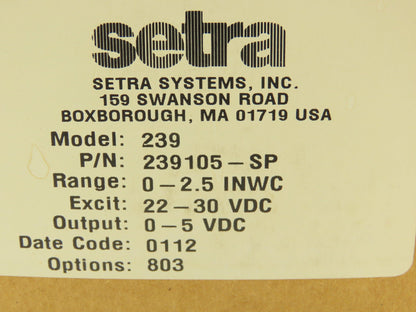 setra
SETRA SYSTEMS, INC.
159 SWANSON ROAD
BOXBOROUGH, MA 01719 USA
Model: 239
P/N: 239105-SP
Range: 0-2.5 INWC
Excit: 22-30 VDC
Output: 0-5 VDC
Date Code: 0112
Options: 803